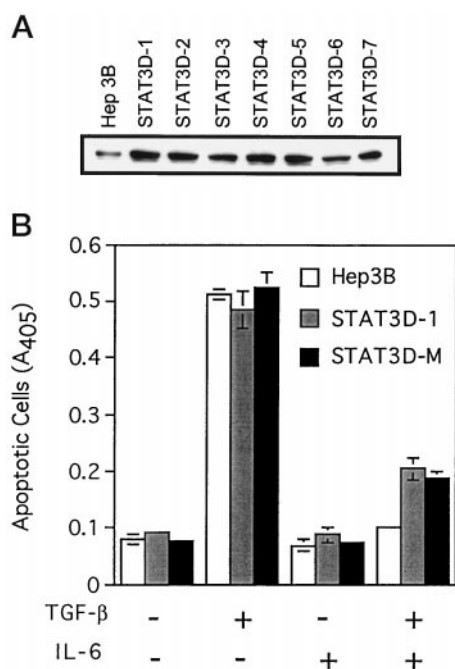 A
Hep 3B
STAT3D-1
STAT3D-2
STAT3D-3
STAT3D-4
STAT3D-5
STAT3D-6
STAT3D-7
B
Apoptotic Cells (A405)
0.6
0.5
0.4
0.3
0.2
0.1
0
Hep3B
STAT3D-1
STAT3D-M
TGF-β - + - +
IL-6 - - + +